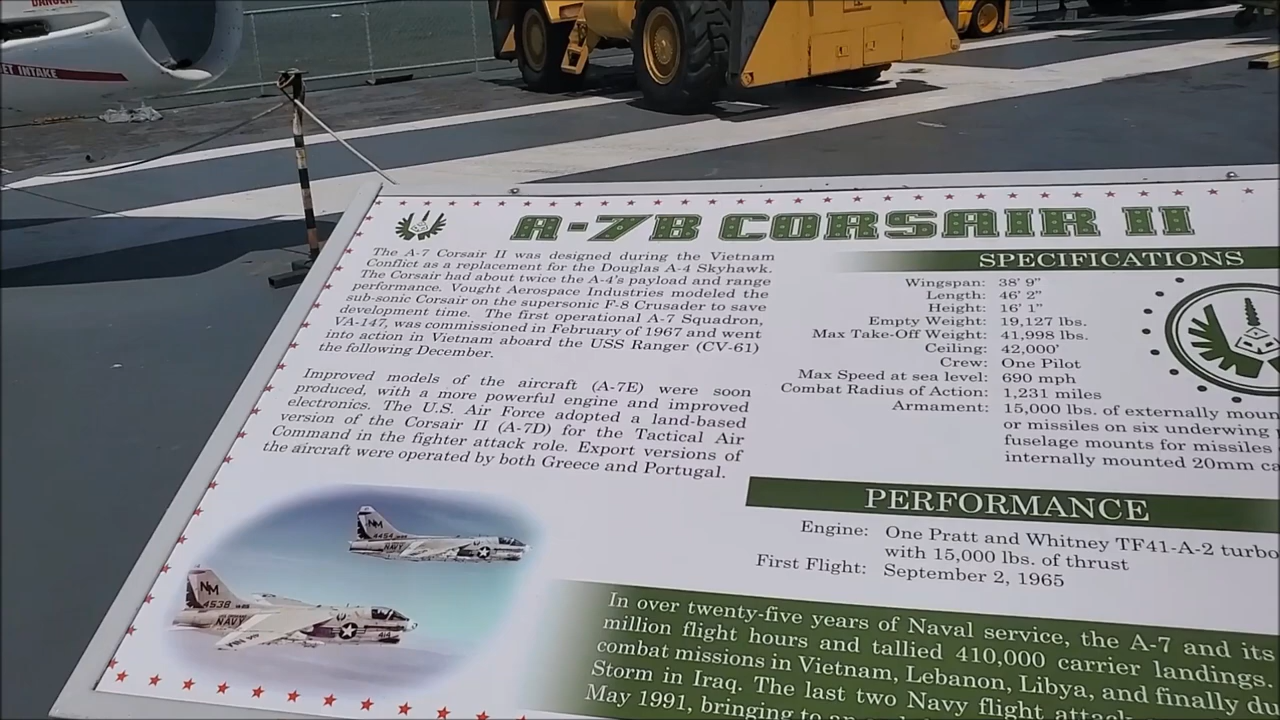 DANGER
JET INTAKE
A-7B CORSAIR II
The A-7 Corsair II was designed during the Vietnam
Conflict as a replacement for the Douglas A-4 Skyhawk.
The Corsair had about twice the A-4's payload and range
performance. Vought Aerospace Industries modeled the
sub-sonic Corsair on the supersonic F-8 Crusader to save
development time. The first operational A-7 Squadron,
VA-147, was commissioned in February of 1967 and went
into action in Vietnam aboard the USS Ranger (CV-61)
the following December.
Improved models of the aircraft (A-7E) were soon
produced, with a more powerful engine and improved
electronics. The U.S. Air Force adopted a land-based
version of the Corsair II (A-7D) for the Tactical Air
Command in the fighter attack role. Export versions of
the aircraft were operated by both Greece and Portugal.
SPECIFICATIONS
Wingspan: 38' 9"
Length: 46' 2"
Height: 16' 1"
Empty Weight: 19,127 lbs.
Max Take-Off Weight: 41,998 lbs.
Ceiling: 42,000'
Crew: One Pilot
Max Speed at sea level: 690 mph
Combat Radius of Action: 1,231 miles
Armament: 15,000 lbs. of externally moun
or missiles on six underwing
fuselage mounts for missiles
internally mounted 20mm ca
PERFORMANCE
Engine: One Pratt and Whitney TF41-A-2 turbo
with 15,000 lbs. of thrust
First Flight: September 2, 1965
In over twenty-five years of Naval service, the A-7 and its
million flight hours and tallied 410,000 carrier landings.
combat missions in Vietnam, Lebanon, Libya, and finally du
Storm in Iraq. The last two Navy flight attack
May 1991, bringing to an
NM
4454
NAVY
NM
4538
NAVY
414